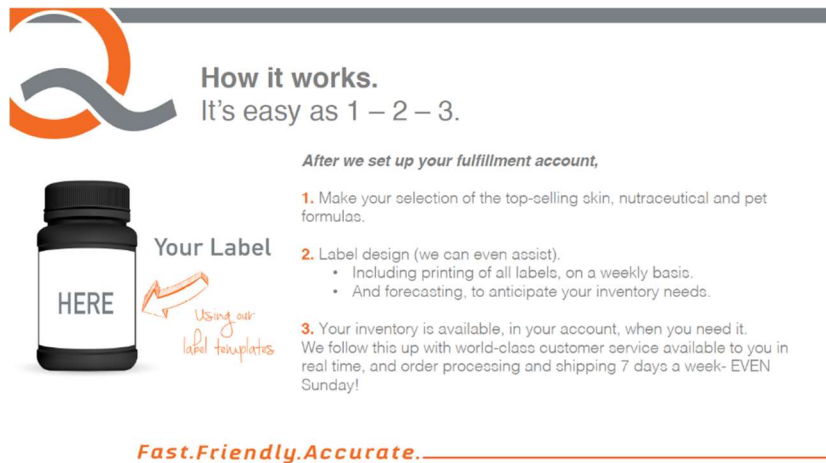 How it works.
It's easy as 1 – 2 – 3.
After we set up your fulfillment account,
1. Make your selection of the top-selling skin, nutraceutical and pet
formulas.
2. Label design (we can even assist).
• Including printing of all labels, on a weekly basis.
• And forecasting, to anticipate your inventory needs.
3. Your inventory is available, in your account, when you need it.
We follow this up with world-class customer service available to you in
real time, and order processing and shipping 7 days a week- EVEN
Sunday!
Your Label
HERE
Using our
label templates
Fast.Friendly.Accurate.